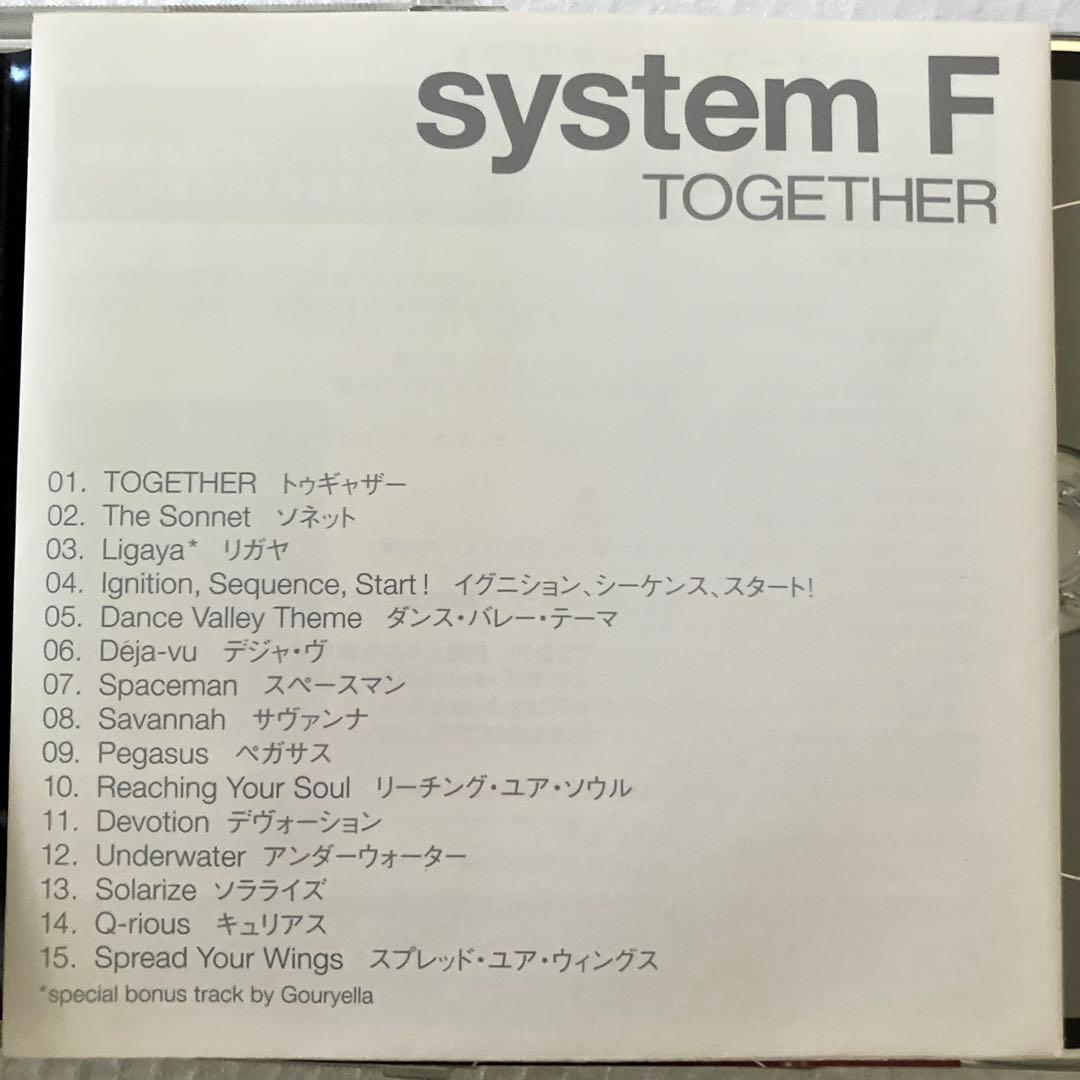 system F
TOGETHER
01. TOGETHER トゥギャザー
02. The Sonnet ソネット
03. Ligaya* リガヤ
04. Ignition, Sequence, Start! イグニション、シーケンス、スタート!
05. Dance Valley Theme ダンス・バレー・テーマ
06. Déja-vu デジャ・ヴ
07. Spaceman スペースマン
08. Savannah サヴァンナ
09. Pegasus ペガサス
10. Reaching Your Soul リーチング・ユア・ソウル
11. Devotion デヴォーション
12. Underwater アンダーウォーター
13. Solarize ソラライズ
14. Q-rious キュリアス
15. Spread Your Wings スプレッド・ユア・ウィングス
*special bonus track by Gouryella